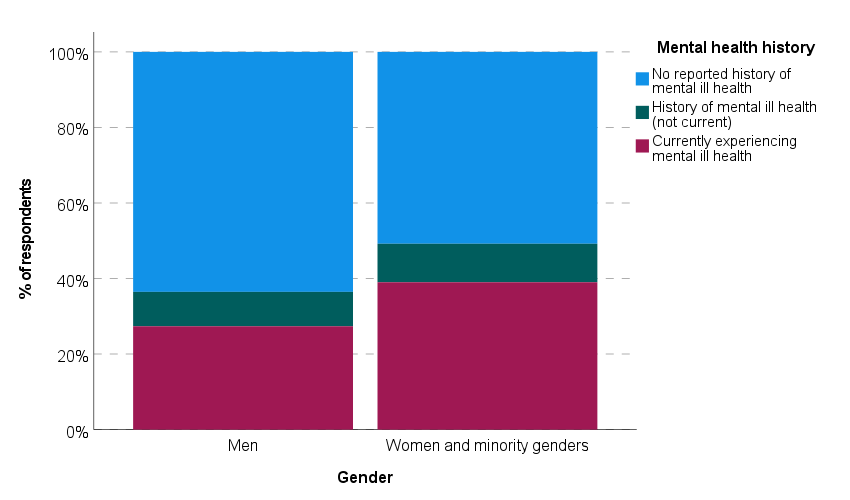 Mental health history
No reported history of
mental ill health
History of mental ill health
(not current)
Currently experiencing
mental ill health
% of respondents
100%
80%
60%
40%
20%
0%
Men
Women and minority genders
Gender